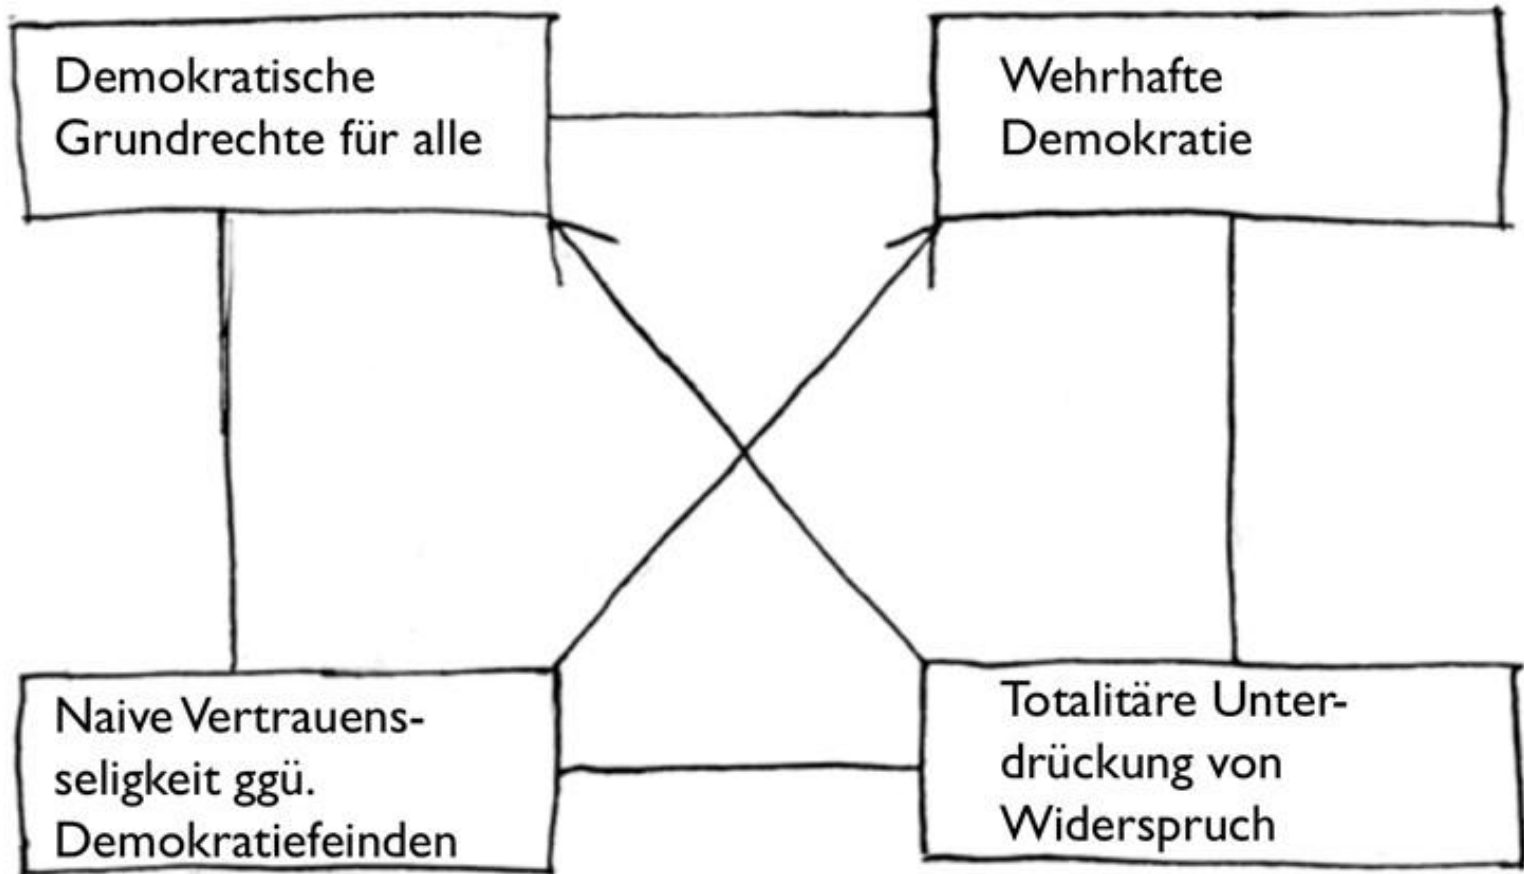 Demokratische
Grundrechte für alle
Wehrhafte
Demokratie
Naive Vertrauens-
seligkeit ggü.
Demokratiefeinden
Totalitäre Unter-
drückung von
Widerspruch